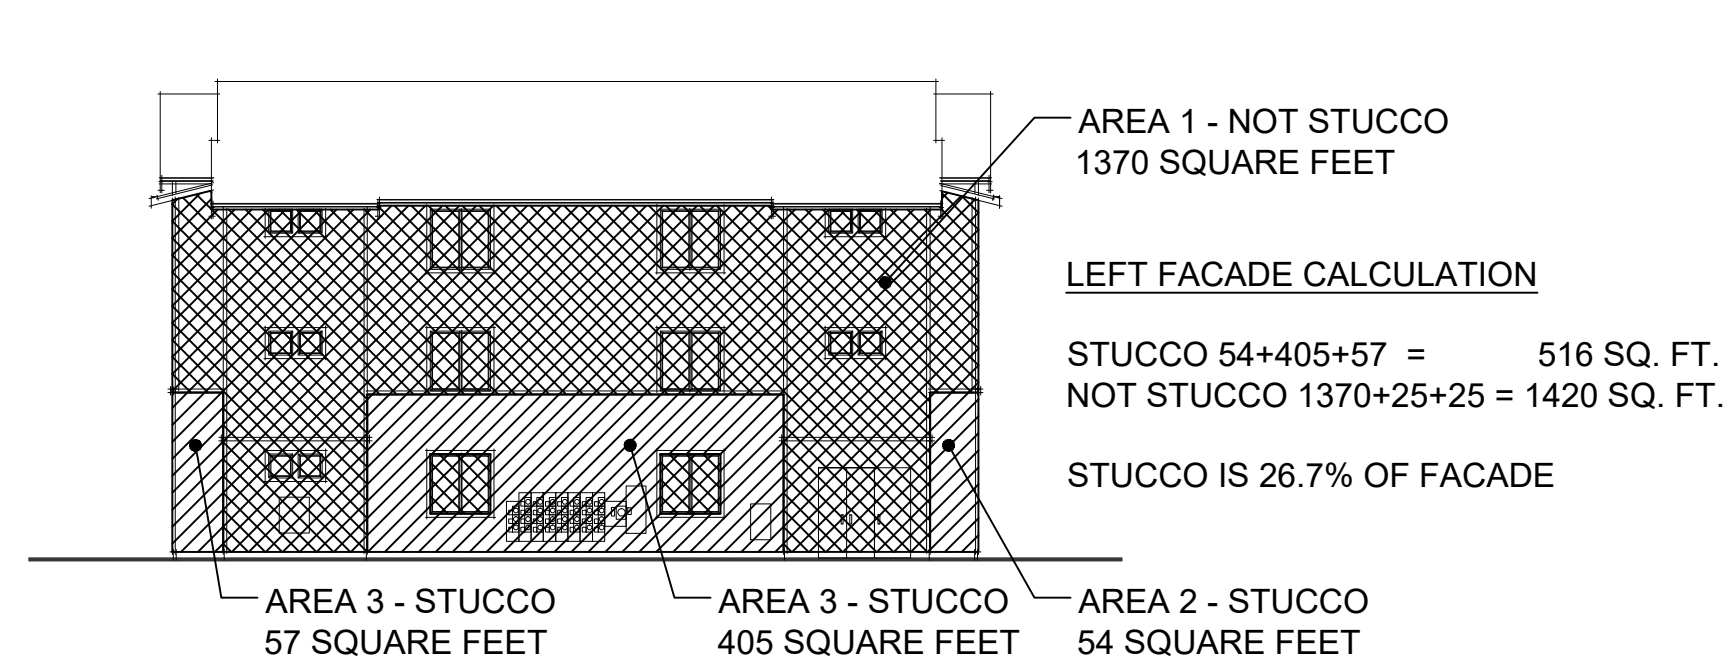 AREA 1 - NOT STUCCO
1370 SQUARE FEET
LEFT FACADE CALCULATION
STUCCO 54+405+57 = 516 SQ. FT.
NOT STUCCO 1370+25+25 = 1420 SQ. FT.
STUCCO IS 26.7% OF FACADE
AREA 3 - STUCCO
57 SQUARE FEET
AREA 3 - STUCCO
405 SQUARE FEET
AREA 2 - STUCCO
54 SQUARE FEET